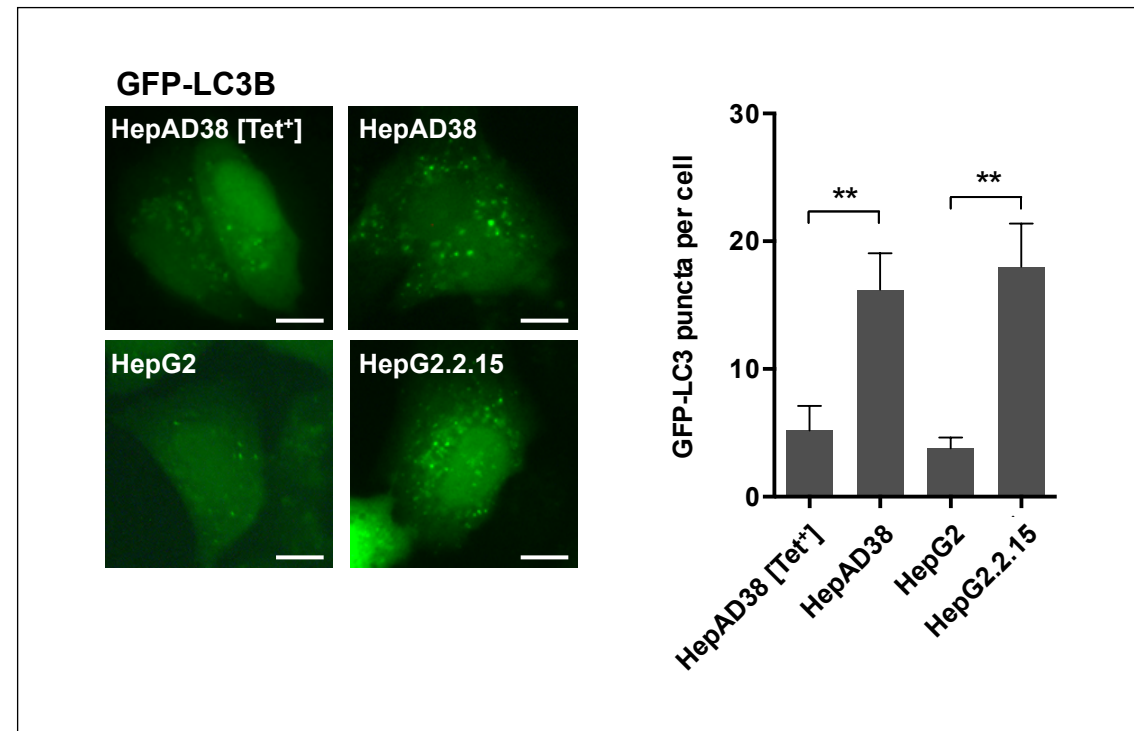 GFP-LC3B
HepAD38 [Tet⁺]
HepAD38
HepG2
HepG2.2.15
GFP-LC3 puncta per cell
30
20
10
0
**
**
HepAD38 [Tet⁺]
HepAD38
HepG2
HepG2.2.15